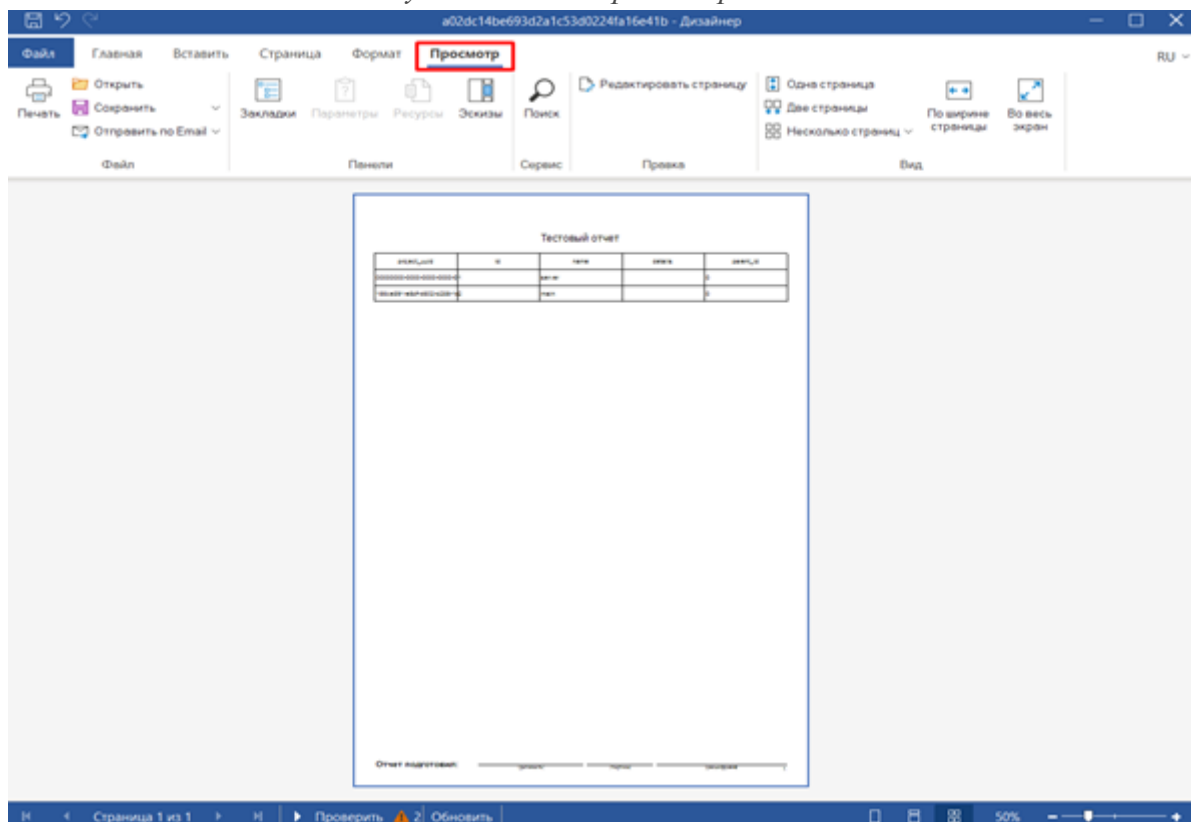 a02dc14be693d2a1c53d0224fa16e41b - Дизайнер
Файл Главная Вставить Страница Формат Просмотр RU
Печать Открыть Сохранить Отправить по Email
Закладки Параметры Ресурсы Эскизы Поиск
Редактировать страницу
Одна страница
Две страницы
Несколько страниц
По ширине страницы
Во весь экран
Файл Панели Сервис Правка Вид
Тестовый отчет
name
Отчет подготовил:
Страница 1 из 1 Проверить 2 Обновить 50%